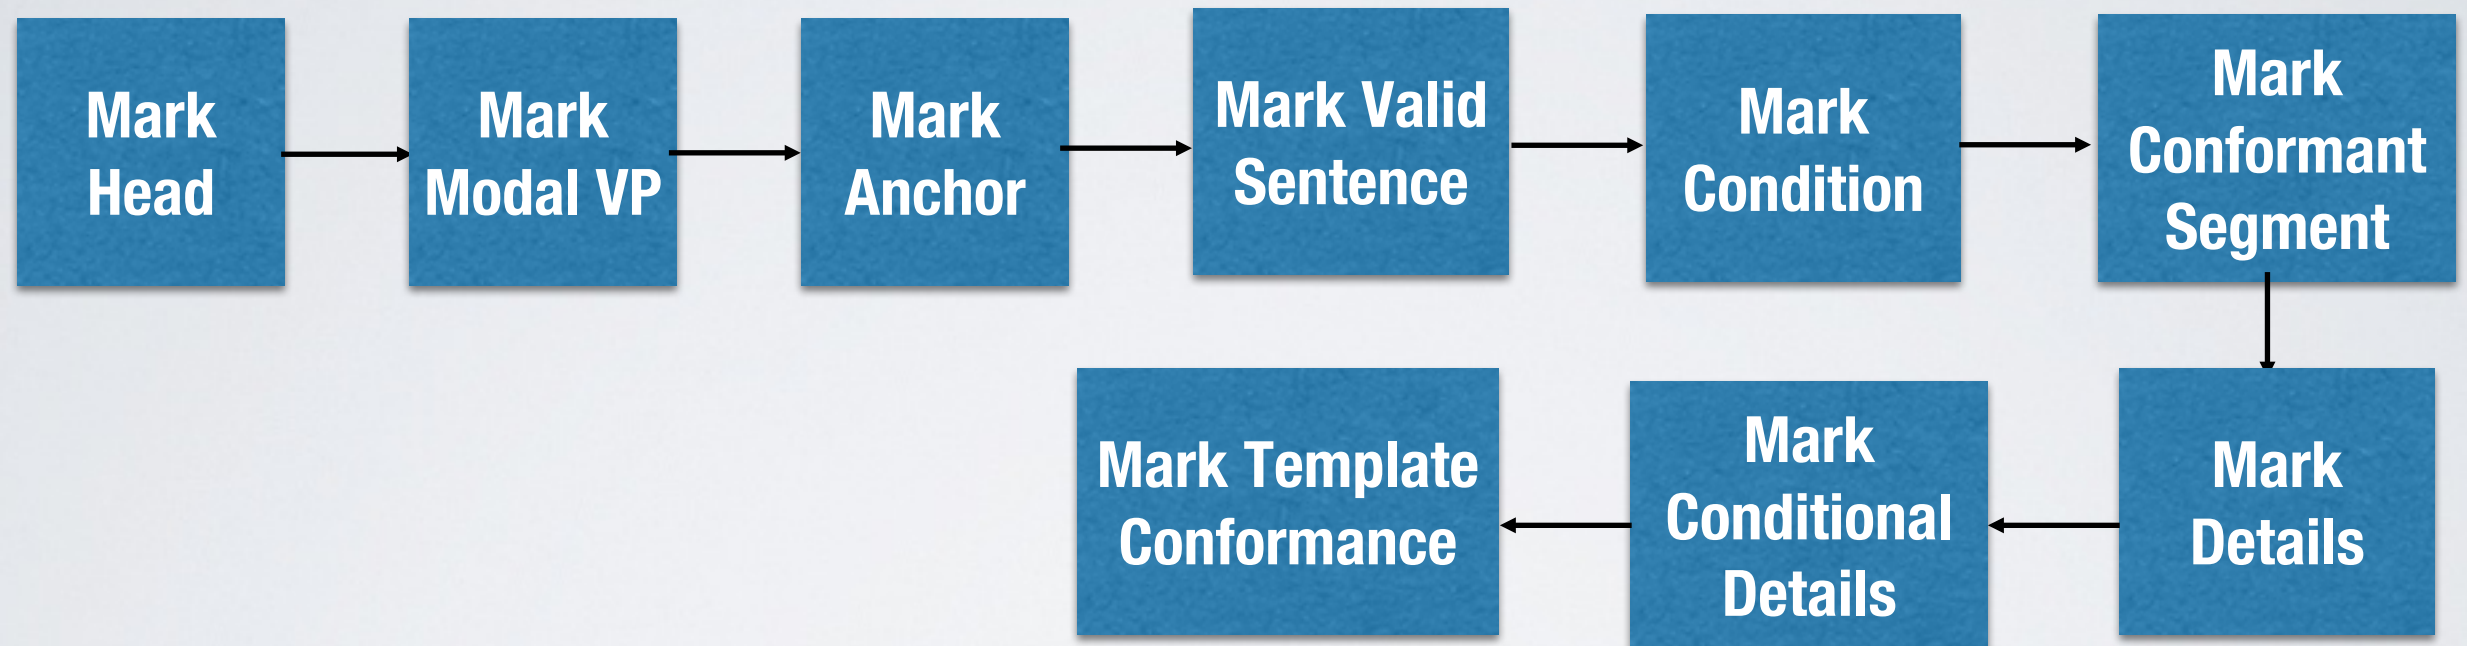 Mark
Head
Mark
Modal VP
Mark
Anchor
Mark Valid
Sentence
Mark
Condition
Mark
Conformant
Segment
Mark
Details
Mark
Conditional
Details
Mark Template
Conformance